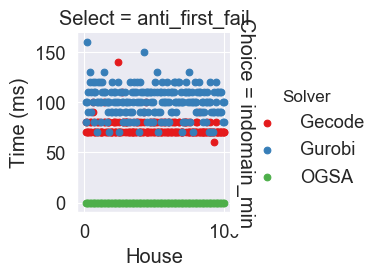 Select = anti_first_fail
Choice = indomain_min
Time (ms)
150
100
50
0
0
100
House
Solver
Gecode
Gurobi
OGSA